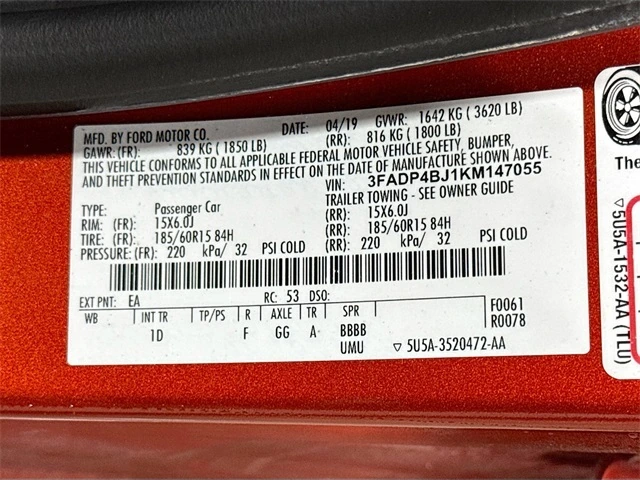 MFD. BY FORD MOTOR CO. DATE: 04/19 GVWR: 1642 KG ( 3620 LB)
GAWR: (FR): 839 KG ( 1850 LB) (RR): 816 KG ( 1800 LB)
THIS VEHICLE CONFORMS TO ALL APPLICABLE FEDERAL MOTOR VEHICLE SAFETY, BUMPER,
AND THEFT PREVENTION STANDARDS IN EFFECT ON THE DATE OF MANUFACTURE SHOWN ABOVE.
VIN: 3FADP4BJ1KM147055
TYPE: Passenger Car TRAILER TOWING - SEE OWNER GUIDE
RIM: (FR): 15X6.0J (RR): 15X6.0J
TIRE: (FR): 185/60R15 84H (RR): 185/60R15 84H
PRESSURE: (FR): 220 kPa/ 32 PSI COLD (RR): 220 kPa/ 32 PSI COLD
EXT PNT: EA RC: 53 DSO:
WB INT TR TP/PS R AXLE TR SPR F0061
1D F GG A BBBB R0078
UMU ▽ 5U5A-3520472-AA
The
▽ 5U5A-1532-AA (TLU)